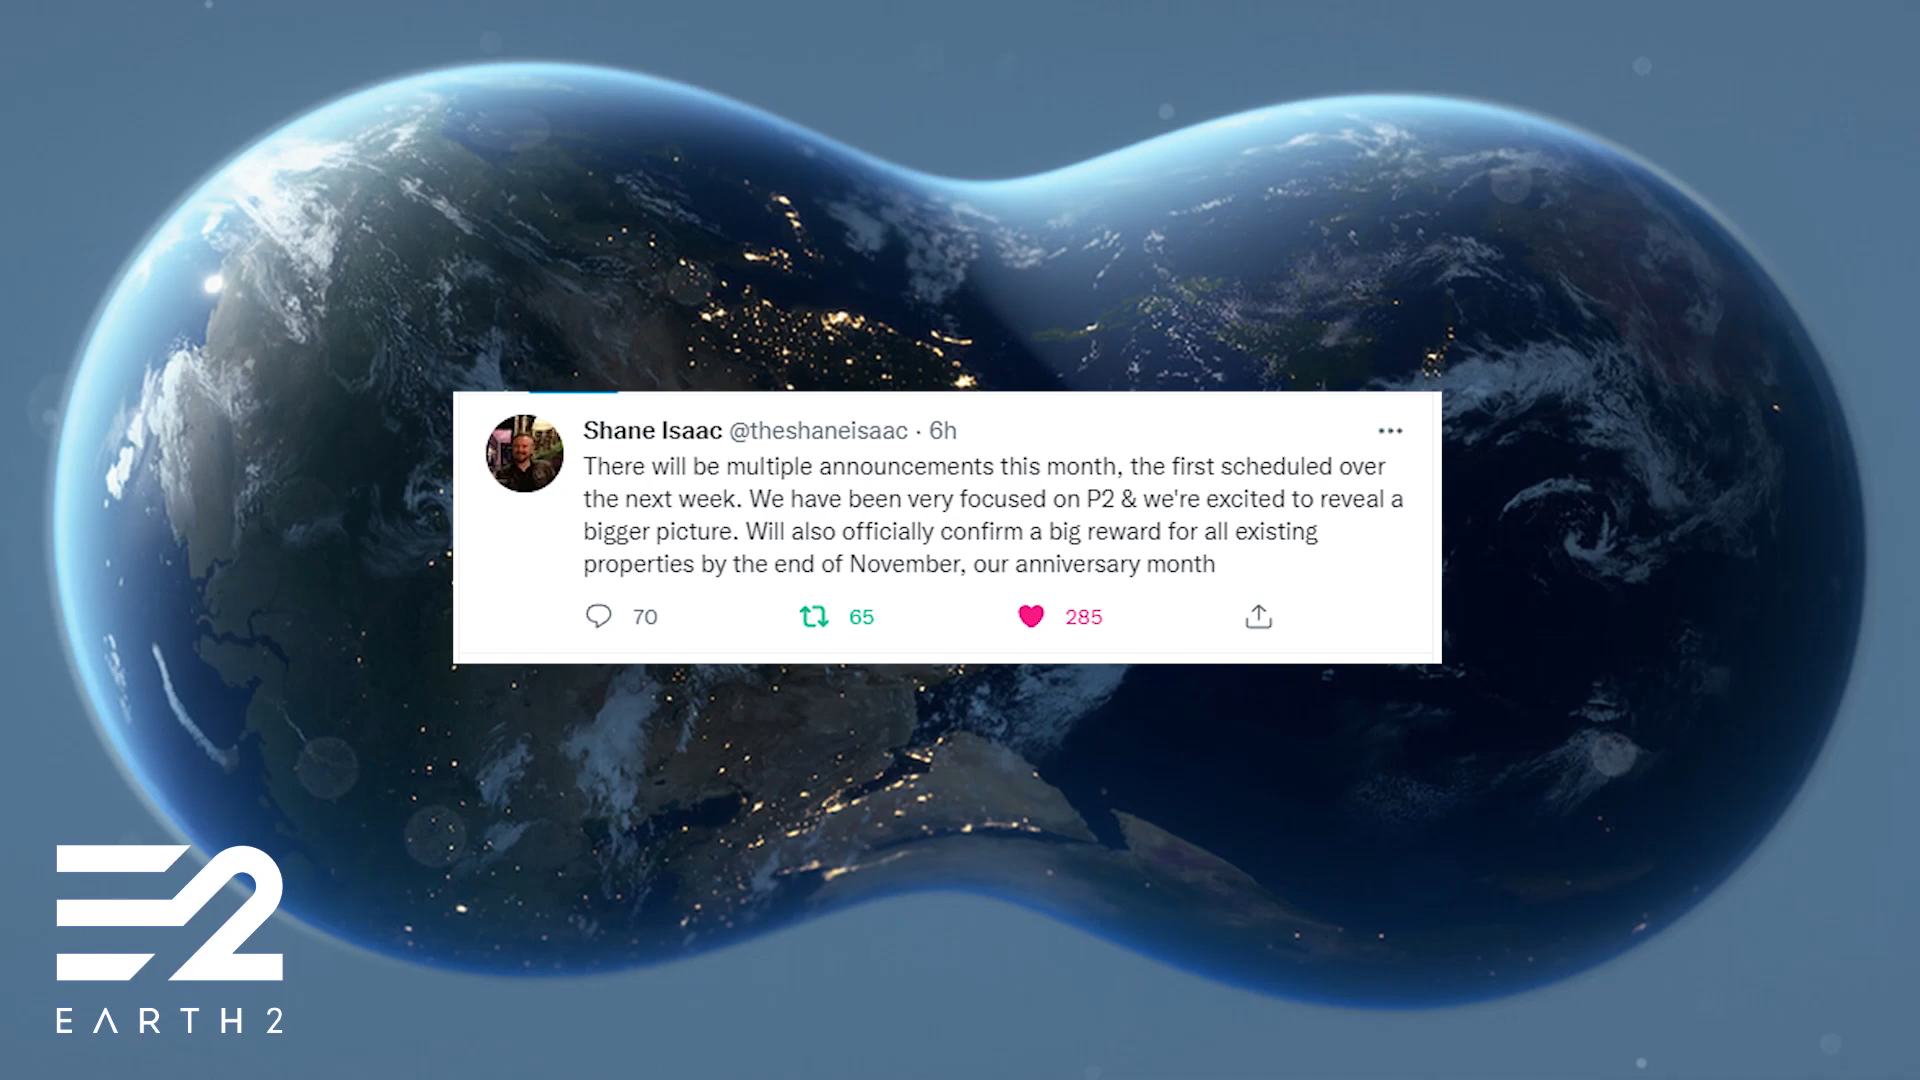 Shane Isaac @theshaneisaac · 6h
There will be multiple announcements this month, the first scheduled over
the next week. We have been very focused on P2 & we're excited to reveal a
bigger picture. Will also officially confirm a big reward for all existing
properties by the end of November, our anniversary month
70 65 285
E2
EARTH 2